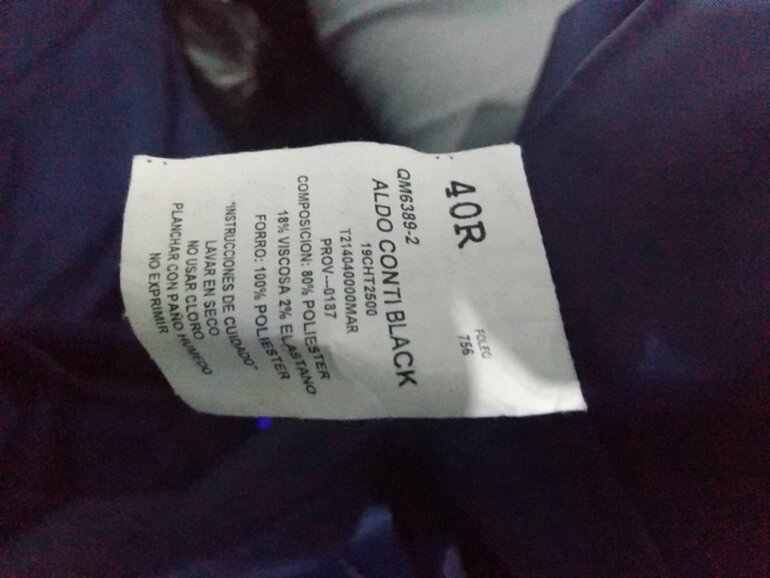 40R
FOLEO
756
QM6389-2
ALDO CONTI BLACK
19CHT2500
T214040000MAR
PROV---0187
COMPOSICION: 80% POLIESTER
18% VISCOSA 2% ELASTANO
FORRO: 100% POLIESTER
"INSTRUCCIONES DE CUIDADO"
LAVAR EN SECO
NO USAR CLORO
PLANCHAR CON PAÑO HUMEDO
NO EXPRIMIR